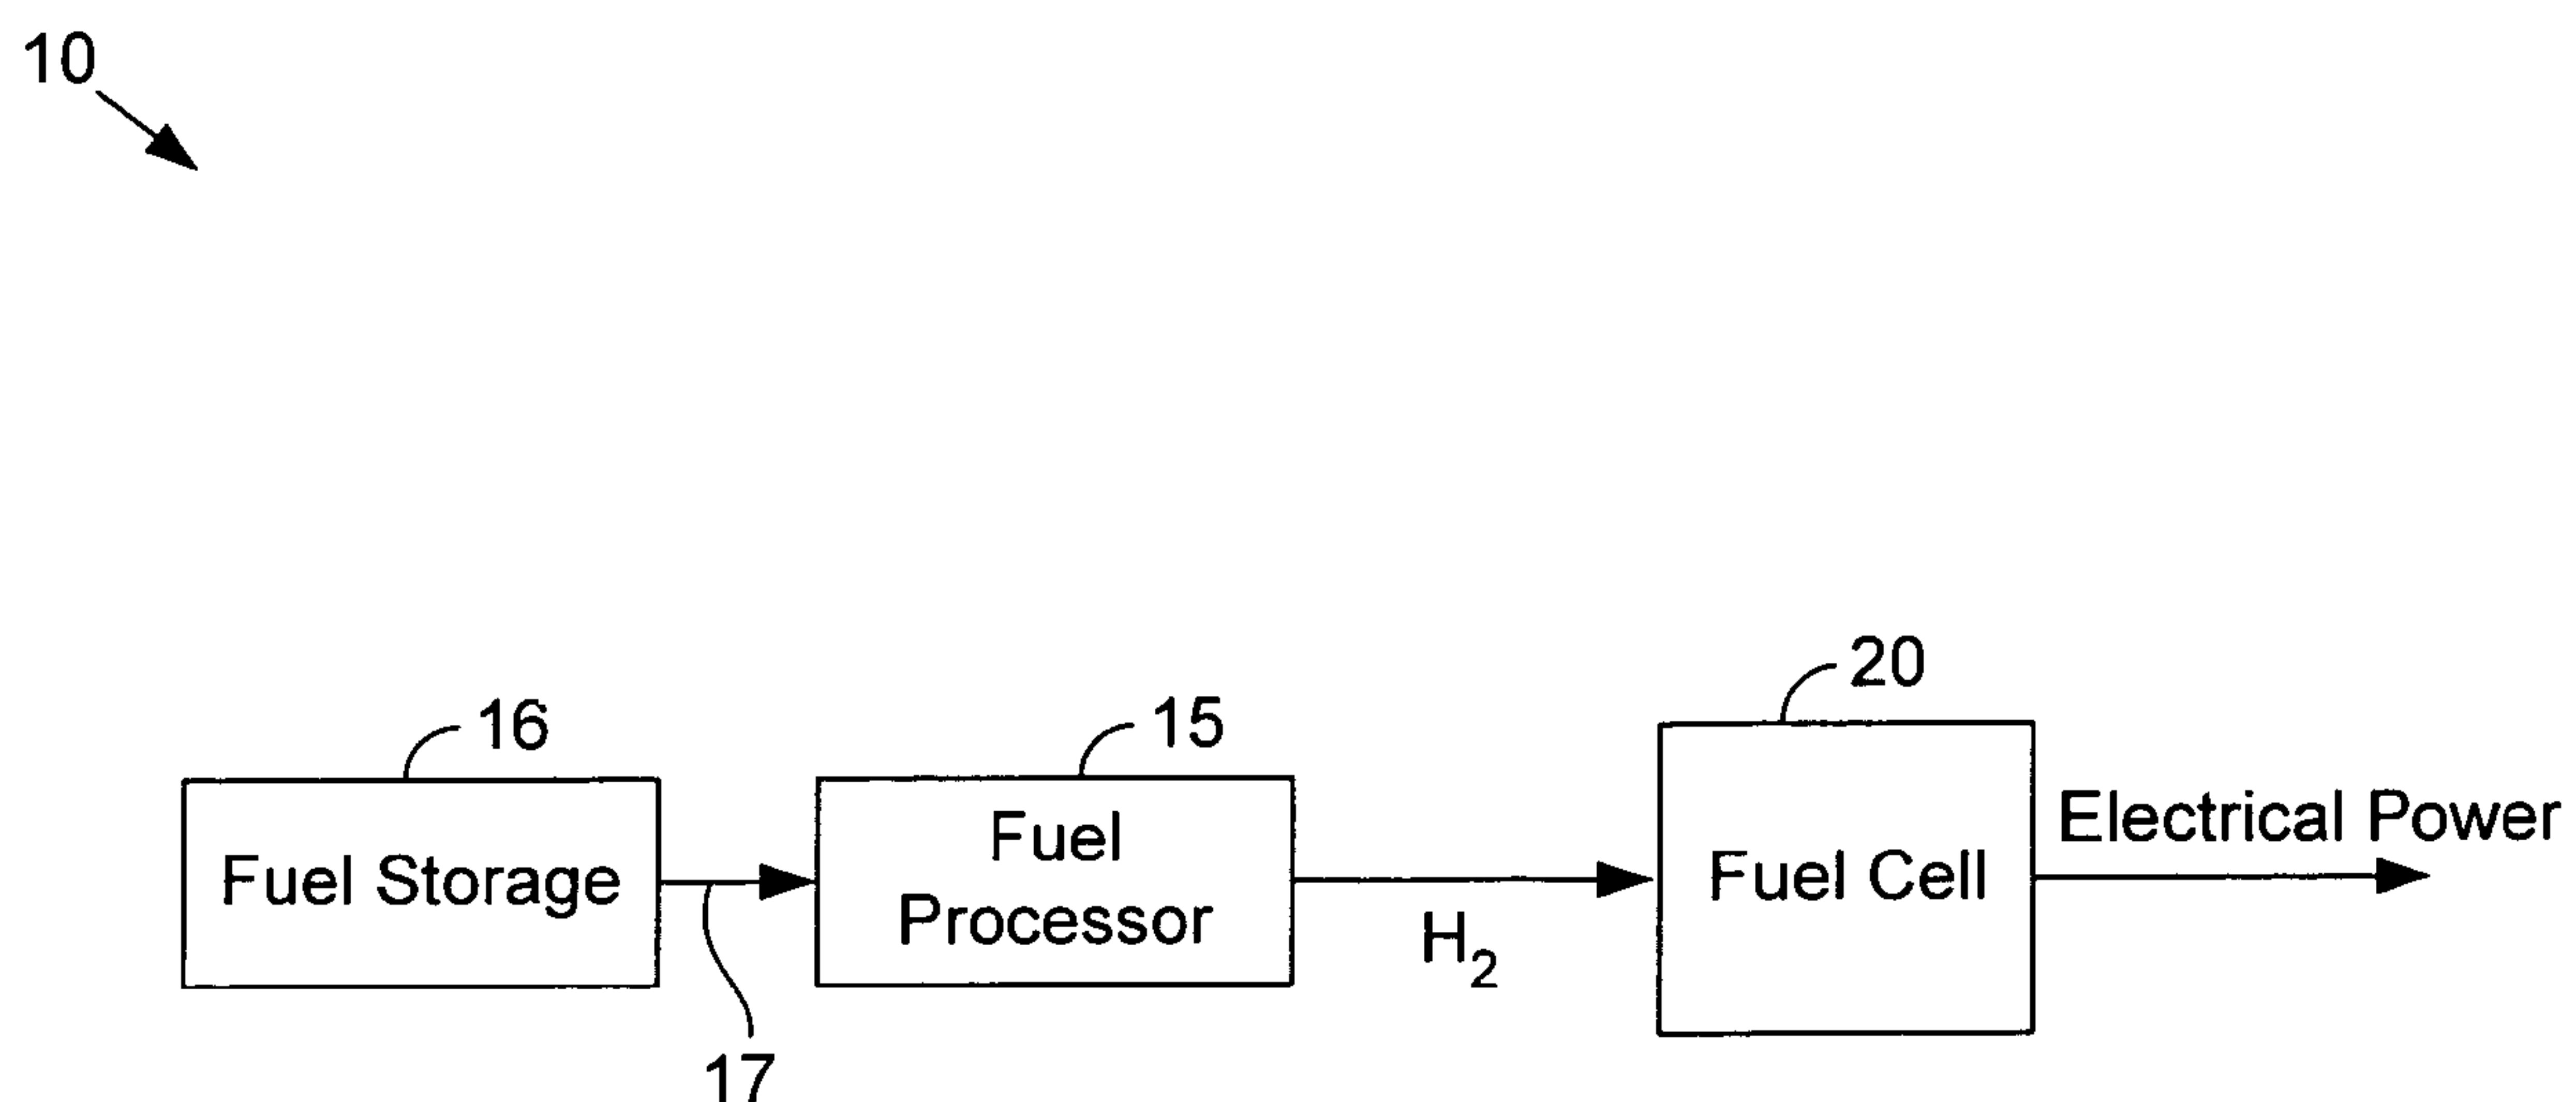 10
16
15
20
Fuel Storage
Fuel
Processor
H₂
Fuel Cell
Electrical Power
17